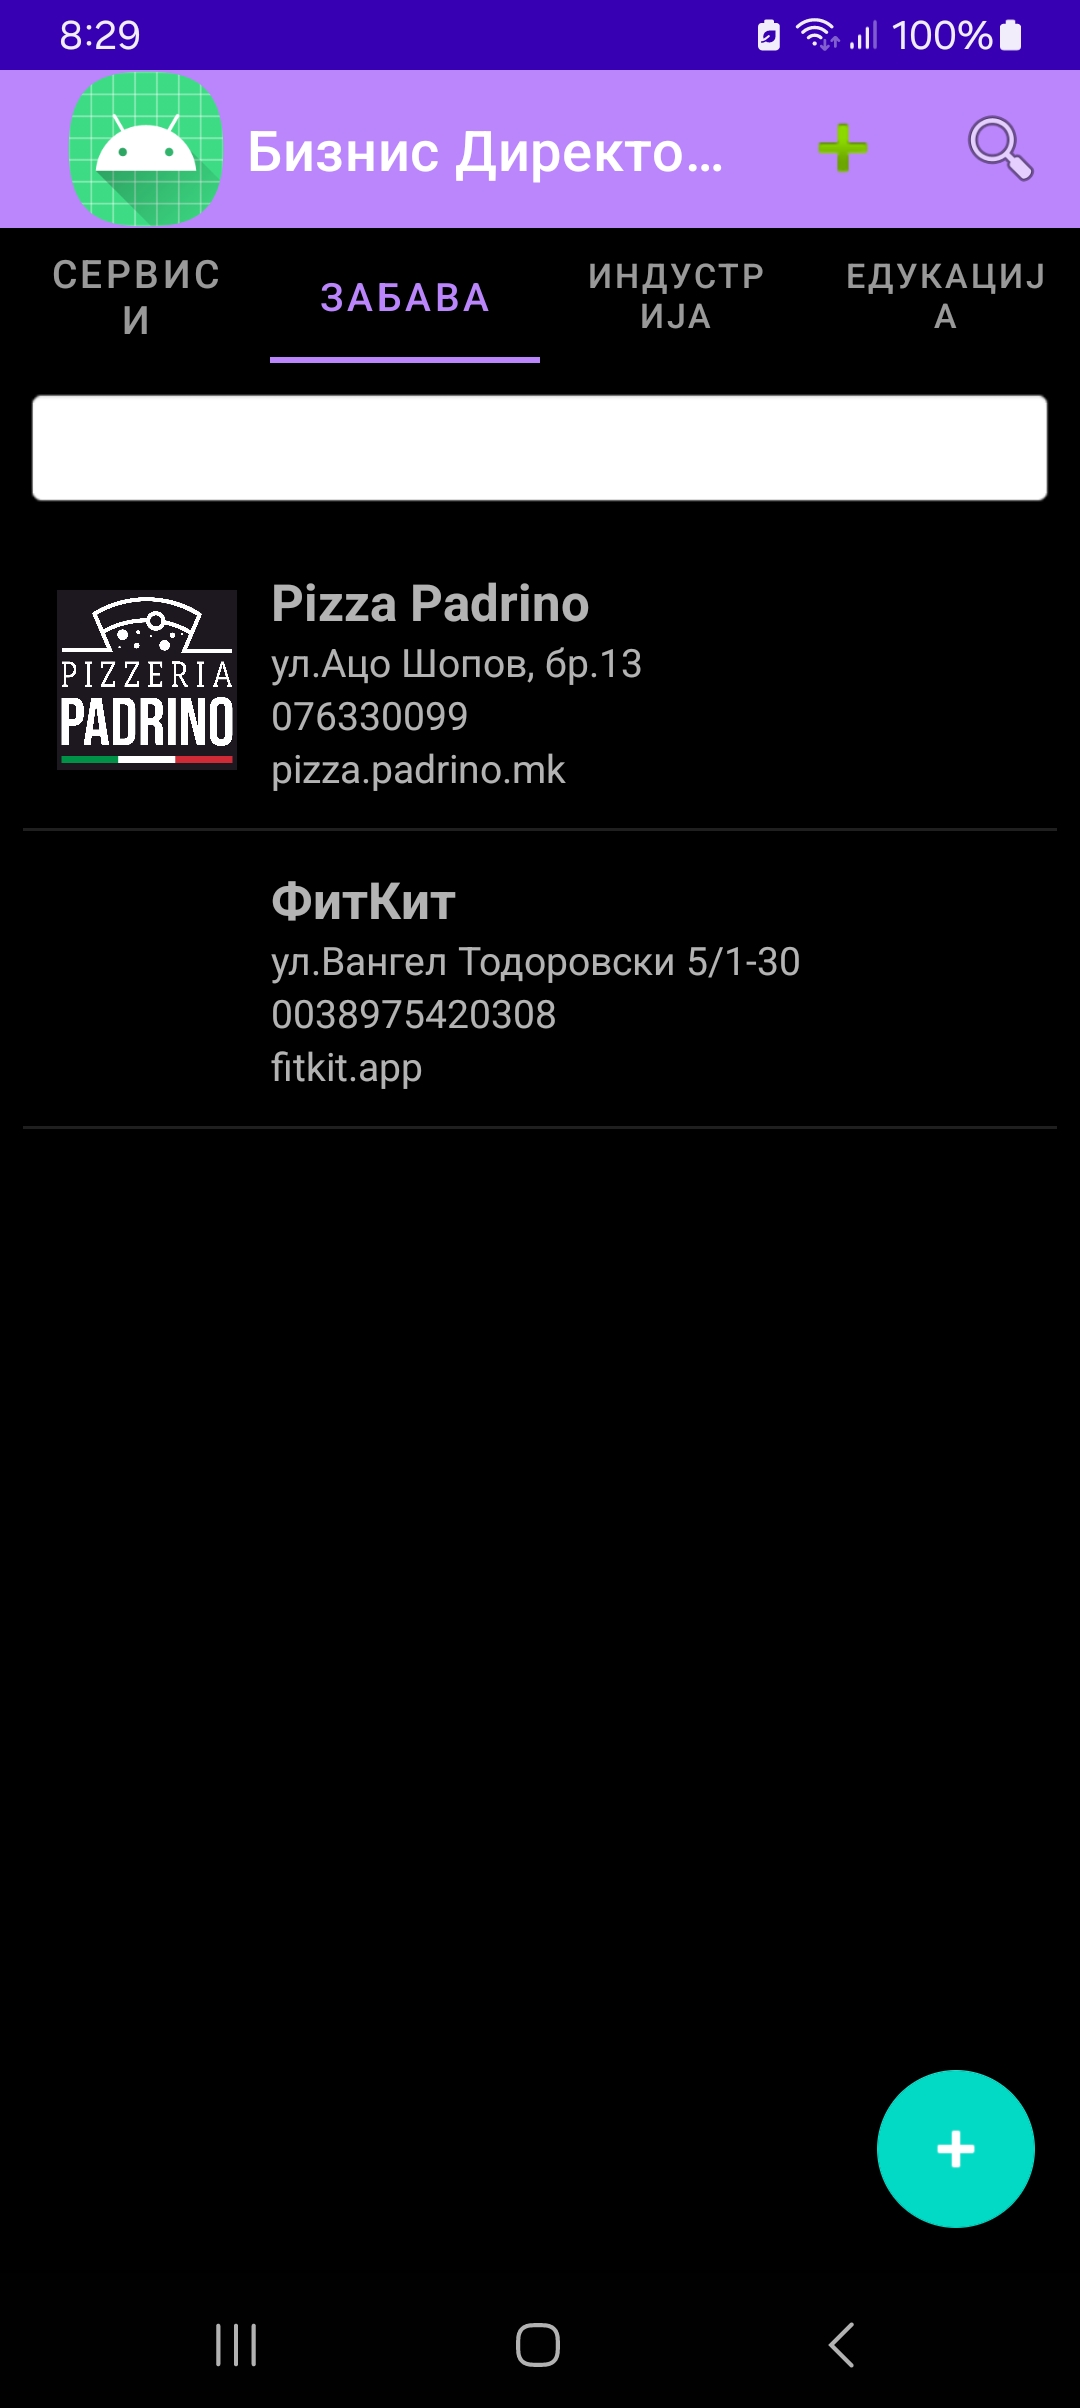 8:29
100%
Бизнис Директо...
СЕРВИС
И
ЗАБАВА
ИНДУСТР
ИЈА
ЕДУКАЦИЈ
А
PIZZERIA
PADRINO
Pizza Padrino
ул.Ацо Шопов, бр.13
076330099
pizza.padrino.mk
ФитКит
ул.Вангел Тодоровски 5/1-30
0038975420308
fitkit.app